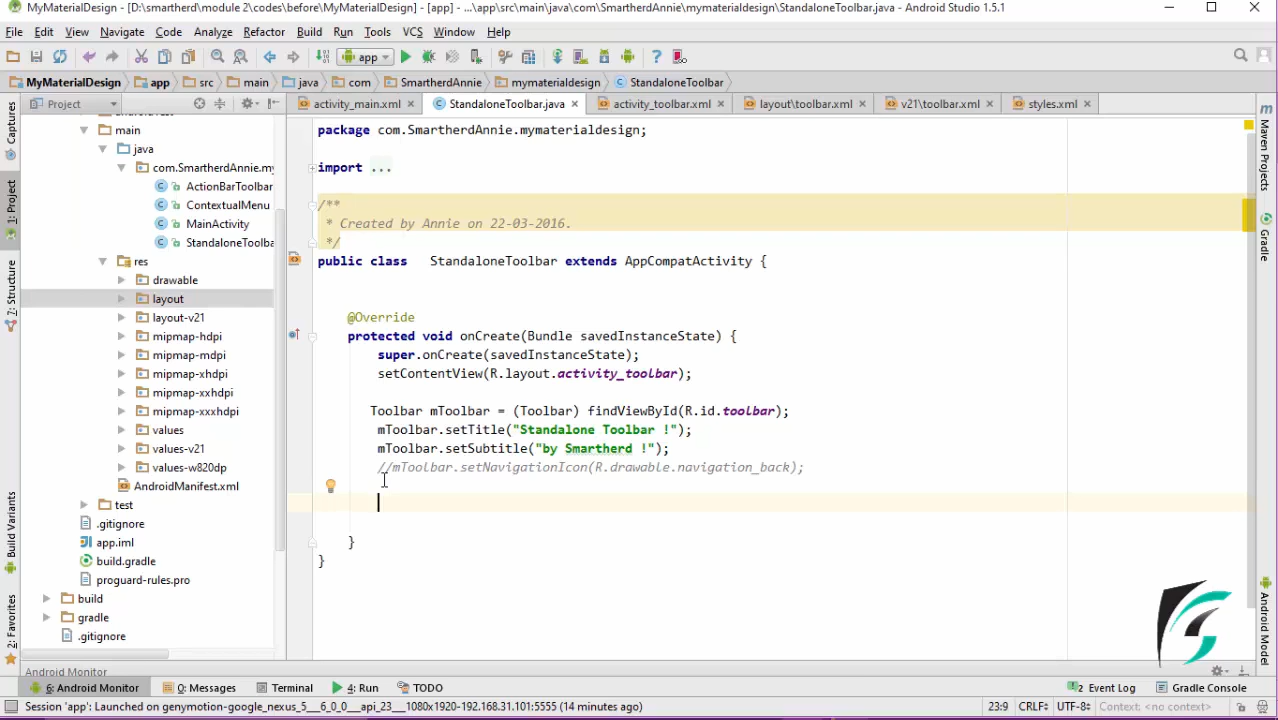 MyMaterialDesign - [D:\smartherd\module 2\codes\before\MyMaterialDesign] - [app] - ...\app\src\main\java\com\SmartherdAnnie\mymaterialdesign\StandaloneToolbar.java - Android Studio 1.5.1
File Edit View Navigate Code Analyze Refactor Build Run Tools VCS Window Help
app
MyMaterialDesign app src main java com SmartherdAnnie mymaterialdesign StandaloneToolbar
Project
activity_main.xml StandaloneToolbar.java activity_toolbar.xml layout\toolbar.xml v21\toolbar.xml styles.xml
Captures
1: Project
7: Structure
Build Variants
2: Favorites
main
java
com.SmartherdAnnie.my
ActionBarToolbar
ContextualMenu
MainActivity
StandaloneToolba
res
drawable
layout
layout-v21
mipmap-hdpi
mipmap-mdpi
mipmap-xhdpi
mipmap-xxhdpi
mipmap-xxxhdpi
values
values-v21
values-w820dp
AndroidManifest.xml
test
.gitignore
app.iml
build.gradle
proguard-rules.pro
build
gradle
.gitignore
package com.SmartherdAnnie.mymaterialdesign;
import ...
/**
* Created by Annie on 22-03-2016.
*/
public class StandaloneToolbar extends AppCompatActivity {
@Override
protected void onCreate(Bundle savedInstanceState) {
super.onCreate(savedInstanceState);
setContentView(R.layout.activity_toolbar);
Toolbar mToolbar = (Toolbar) findViewById(R.id.toolbar);
mToolbar.setTitle("Standalone Toolbar !");
mToolbar.setSubtitle("by Smartherd !");
//mToolbar.setNavigationIcon(R.drawable.navigation_back);
}
}
Maven Projects
Gradle
Android Model
Android Monitor
6: Android Monitor 0: Messages Terminal 4: Run TODO Event Log Gradle Console
Session 'app': Launched on genymotion-google_nexus_5___6_0_0___api_23___1080x1920-192.168.31.101:5555 (14 minutes ago) 23:9 CRLF÷ UTF-8÷ Context: <no context>